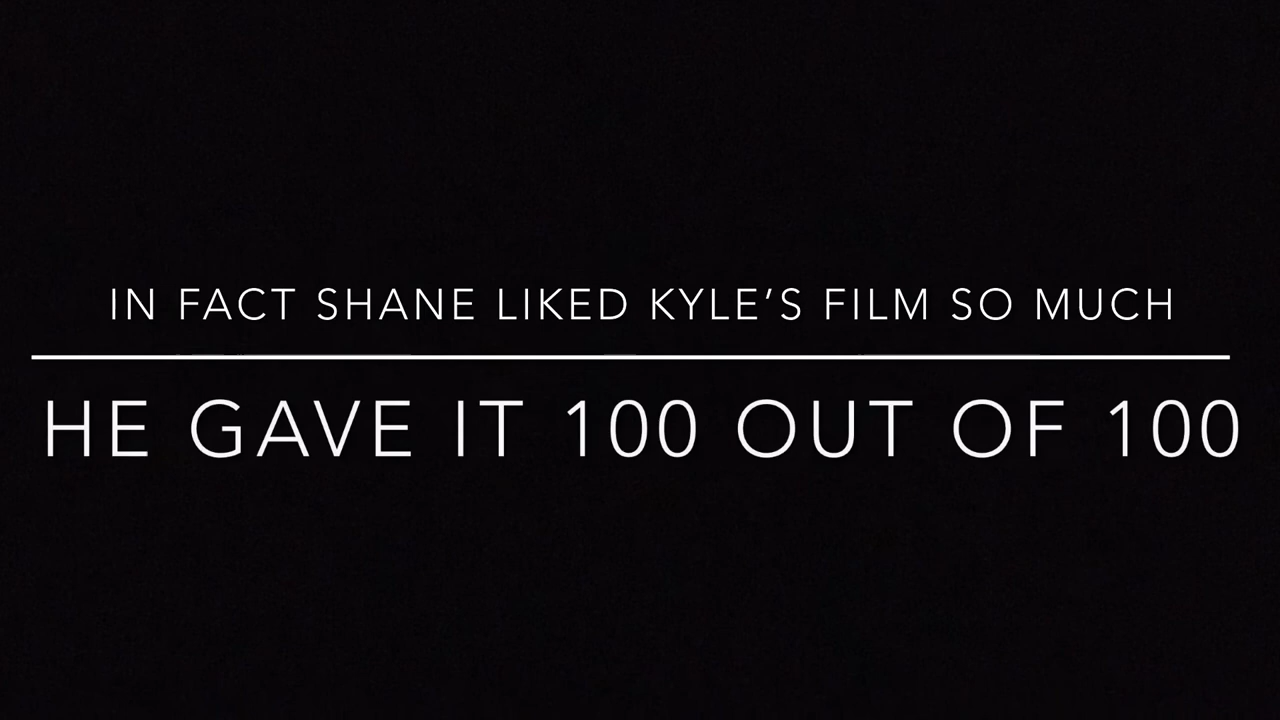 IN FACT SHANE LIKED KYLE’S FILM SO MUCH
HE GAVE IT 100 OUT OF 100